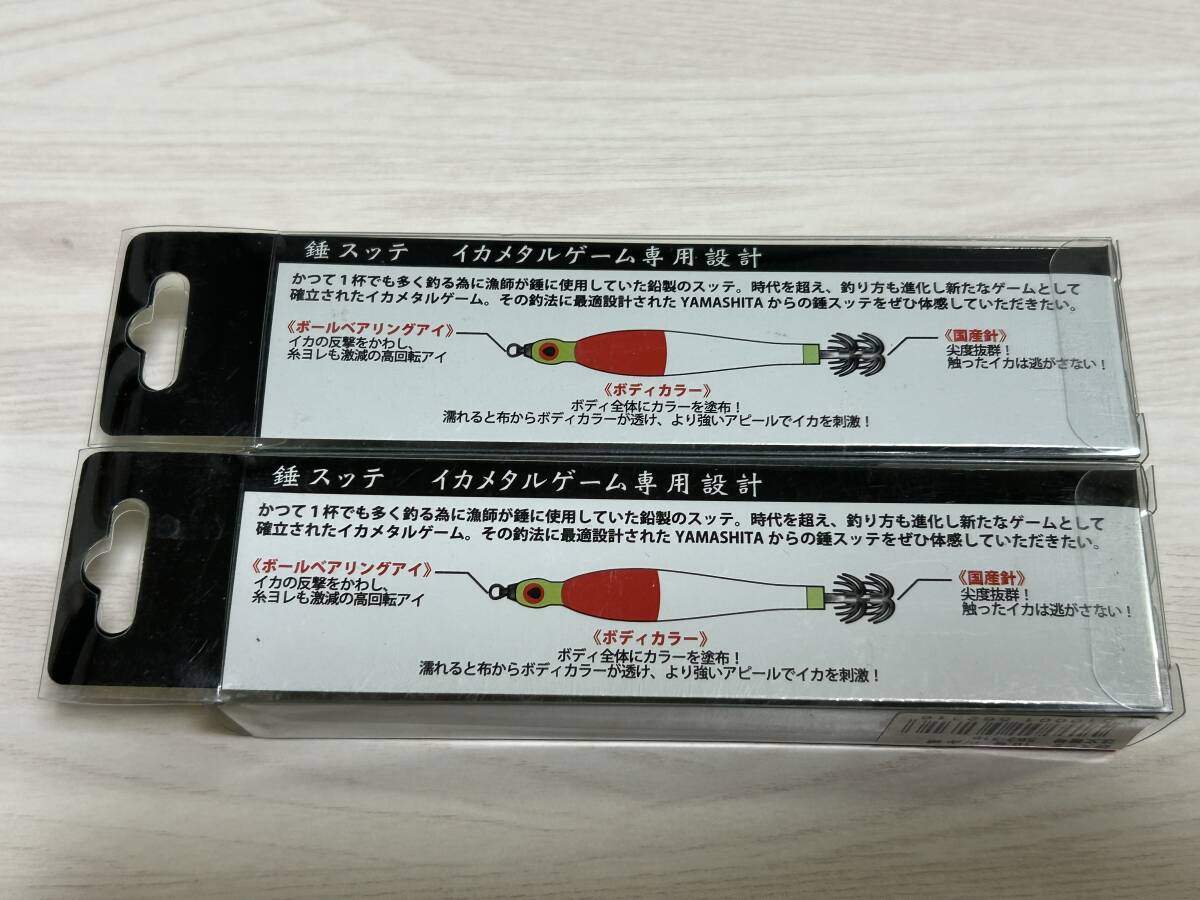 錘スッテ イカメタルゲーム専用設計
かつて1杯でも多く釣る為に漁師が錘に使用していた鉛製のスッテ。時代を超え、釣り方も進化し新たなゲームとして
確立されたイカメタルゲーム。その釣法に最適設計された YAMASHITA からの錘スッテをぜひ体感していただきたい。
《ボールベアリングアイ》
イカの反撃をかわし、
糸ヨレも激減の高回転アイ
《国産針》
尖度抜群!
触ったイカは逃がさない!
《ボディカラー》
ボディ全体にカラーを塗布!
濡れると布からボディカラーが透け、より強いアピールでイカを刺激!
錘スッテ イカメタルゲーム専用設計
かつて1杯でも多く釣る為に漁師が錘に使用していた鉛製のスッテ。時代を超え、釣り方も進化し新たなゲームとして
確立されたイカメタルゲーム。その釣法に最適設計された YAMASHITA からの錘スッテをぜひ体感していただきたい。
《ボールベアリングアイ》
イカの反撃をかわし、
糸ヨレも激減の高回転アイ
《国産針》
尖度抜群!
触ったイカは逃がさない!
《ボディカラー》
ボディ全体にカラーを塗布!
濡れると布からボディカラーが透け、より強いアピールでイカを刺激!